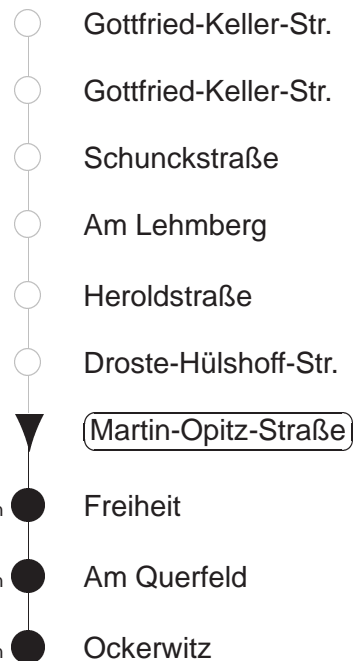 Gottfried-Keller-Str.
Gottfried-Keller-Str.
Schunckstraße
Am Lehmberg
Heroldstraße
Droste-Hülshoff-Str.
Martin-Opitz-Straße
Freiheit
Am Querfeld
Ockerwitz